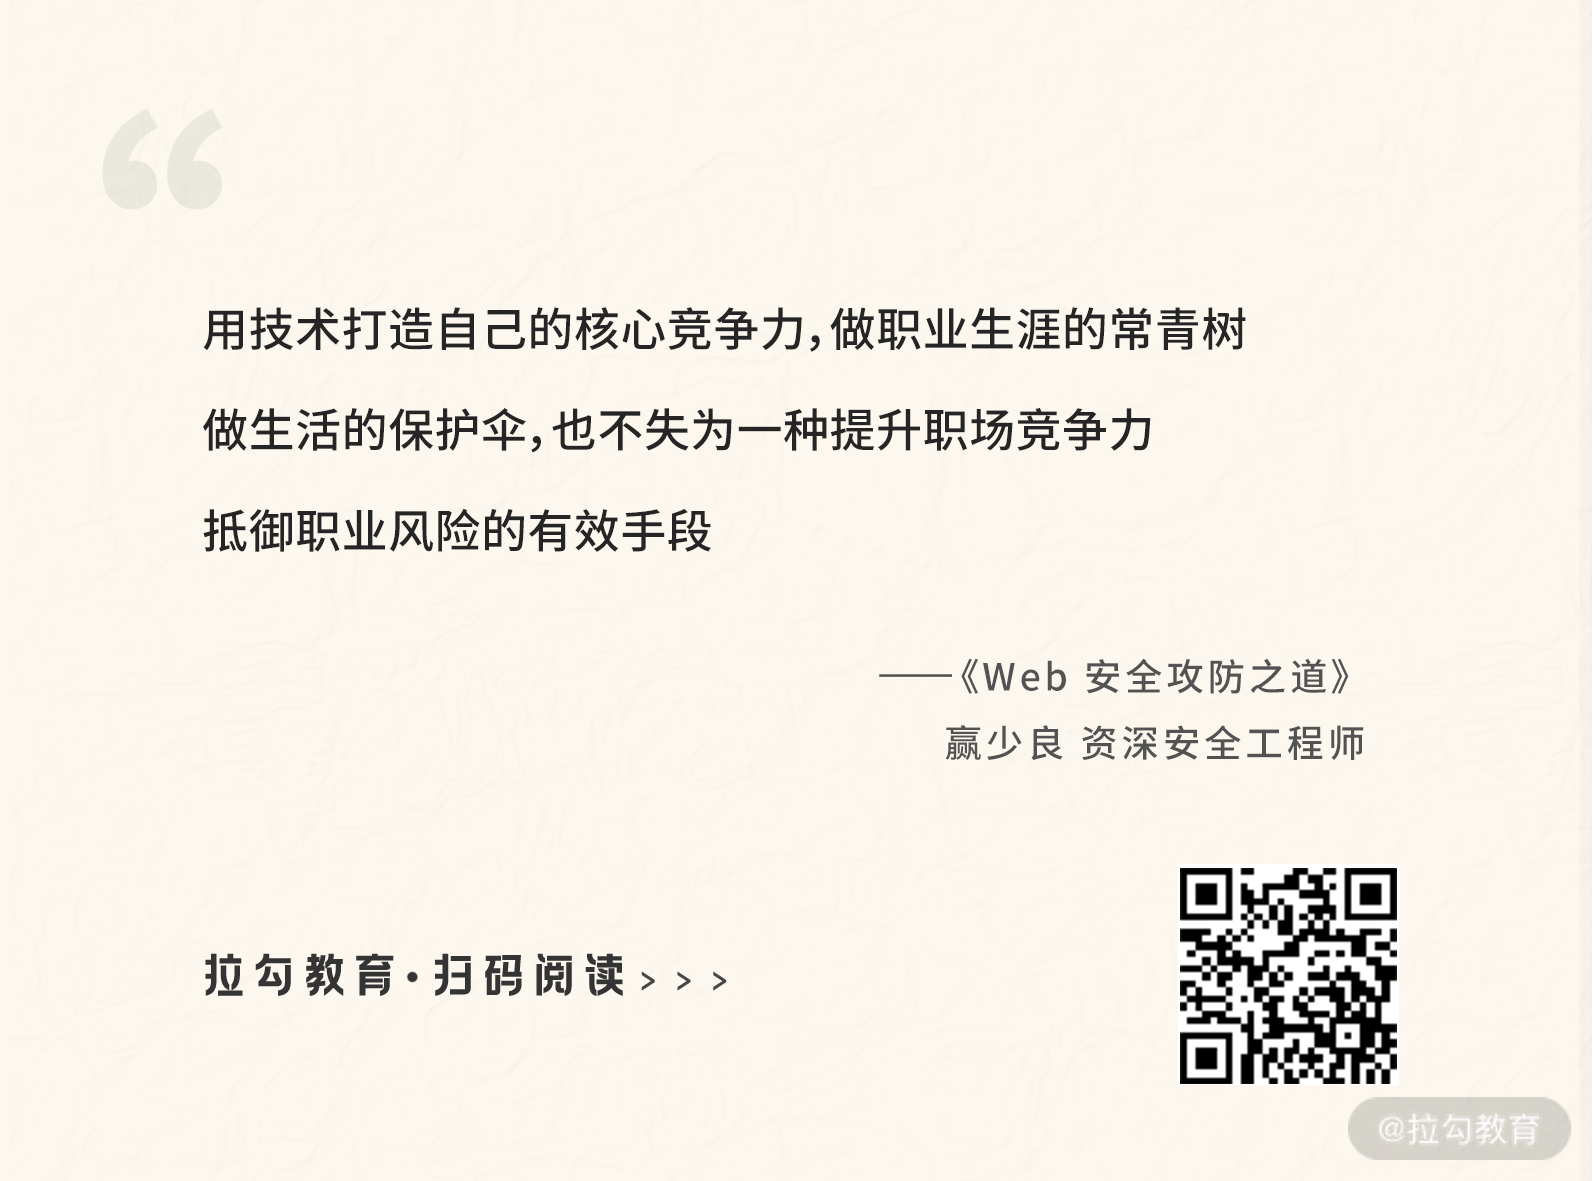 “
用技术打造自己的核心竞争力,做职业生涯的常青树
做生活的保护伞,也不失为一种提升职场竞争力
抵御职业风险的有效手段
——《Web 安全攻防之道》
赢少良 资深安全工程师
拉勾教育·扫码阅读>>>
@拉勾教育